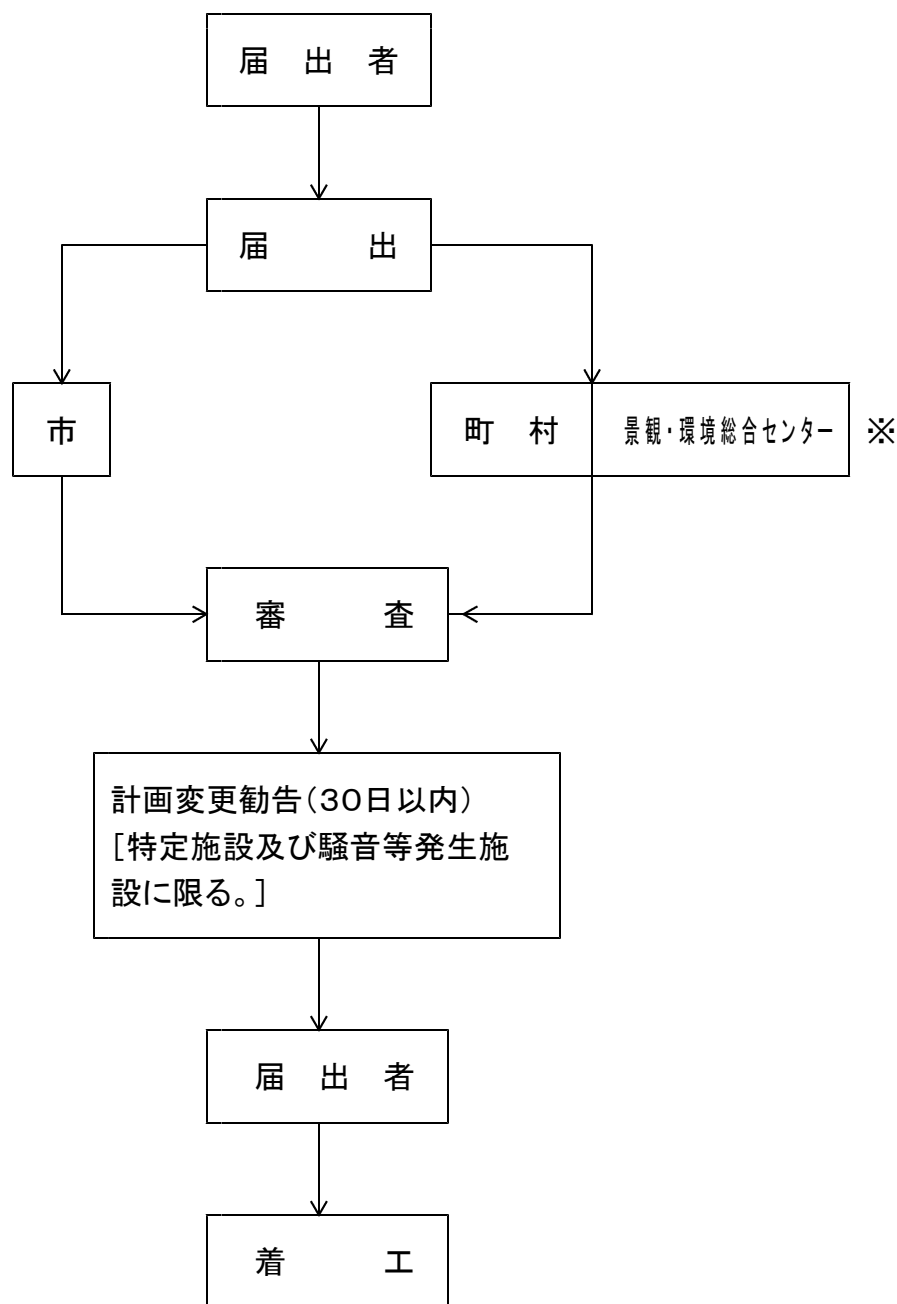 届 出 者
届 出
市
町 村 景観・環境総合センター ※
審 査
計画変更勧告(30日以内)
[特定施設及び騒音等発生施
設に限る。]
届 出 者
着 工